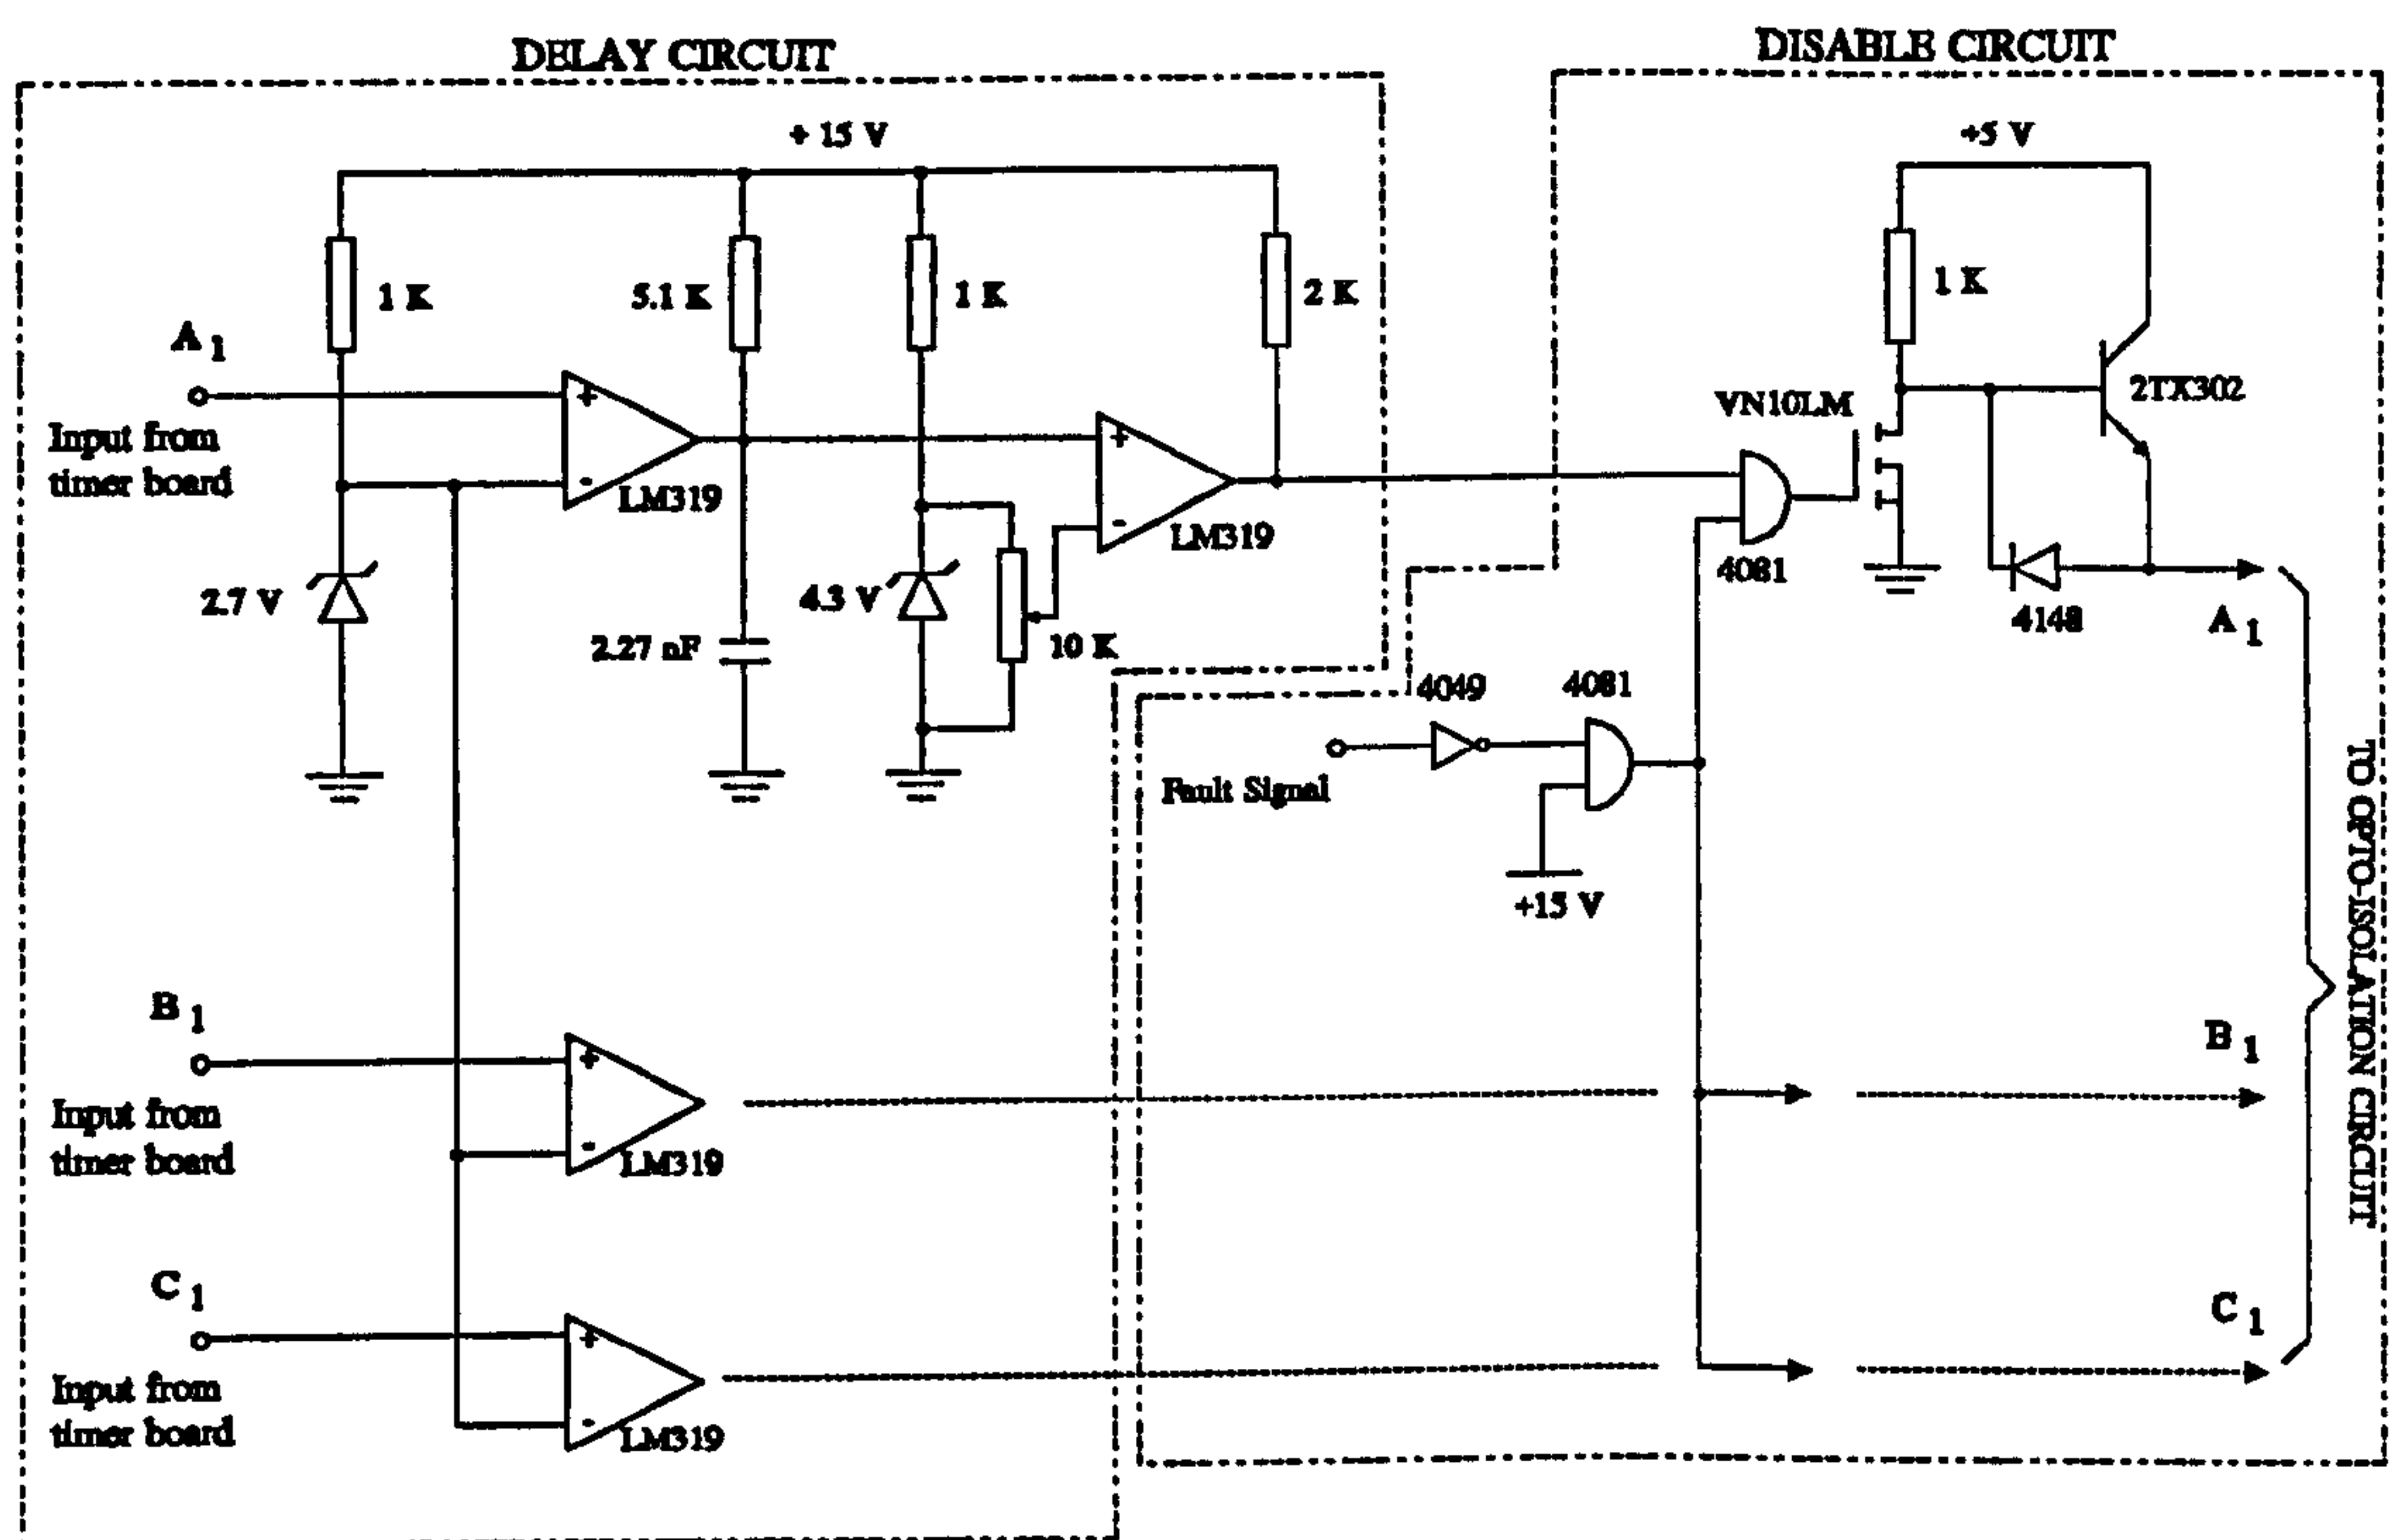 DELAY CIRCUIT
DISABLE CIRCUIT
+ 15 V
+5 V
1 K
5.1 K
1 K
2 K
1 K
A 1
Input from
timer board
+
-
LM319
+
-
LM319
VN10LM
2TX302
4081
4148
A 1
2.7 V
2.27 nF
4.3 V
10 K
4049
4081
Fault Signal
+15 V
TO OPTO-ISOLATION CIRCUIT
B 1
Input from
timer board
+
-
LM319
B 1
C 1
Input from
timer board
+
-
LM319
C 1